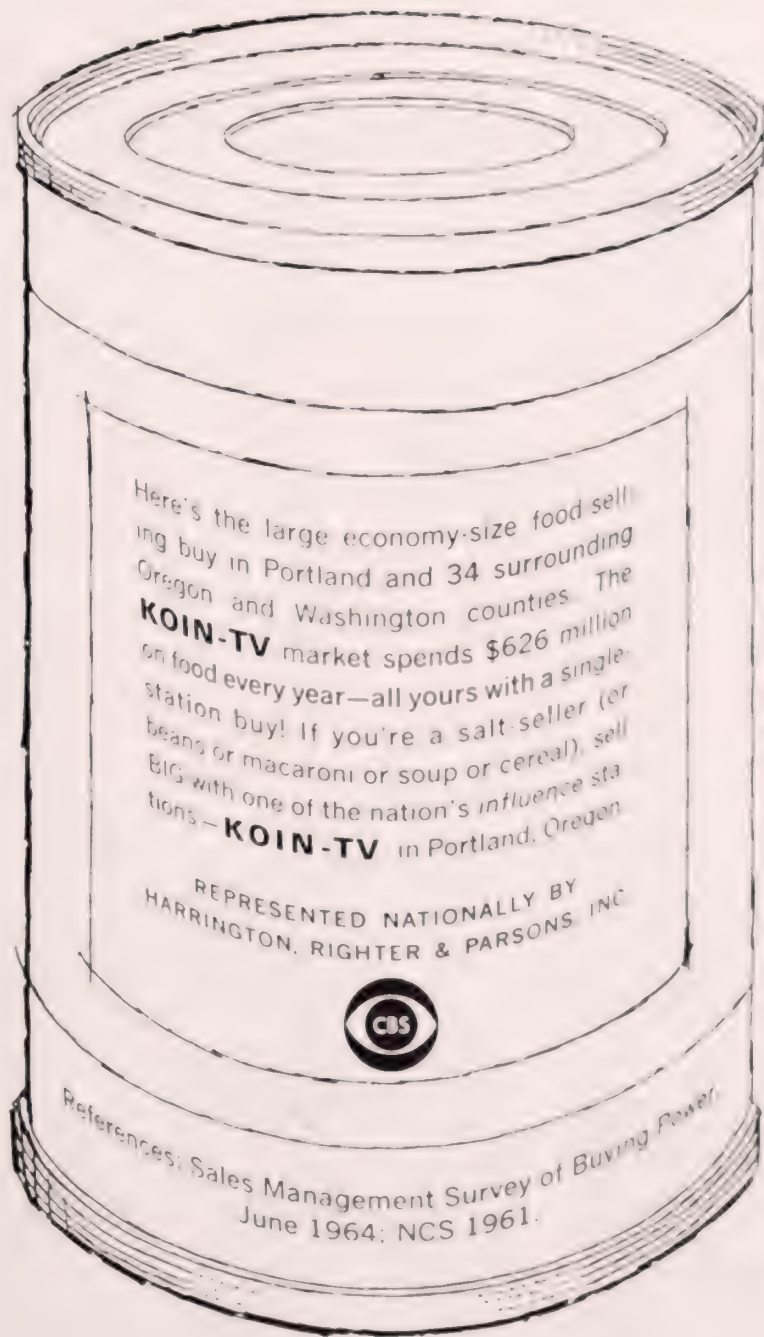 Here's the large economy-size food sell-
ing buy in Portland and 34 surrounding
Oregon and Washington counties. The
KOIN-TV market spends $626 million
on food every year—all yours with a single-
station buy! If you're a salt-seller (or
beans or macaroni or soup or cereal), sell
BIG with one of the nation's influence sta
tions—KOIN-TV in Portland, Oregon
REPRESENTED NATIONALLY BY
HARRINGTON, RIGHTER & PARSONS, INC.
CBS
References: Sales Management Survey of Buying Power,
June 1964; NCS 1961.